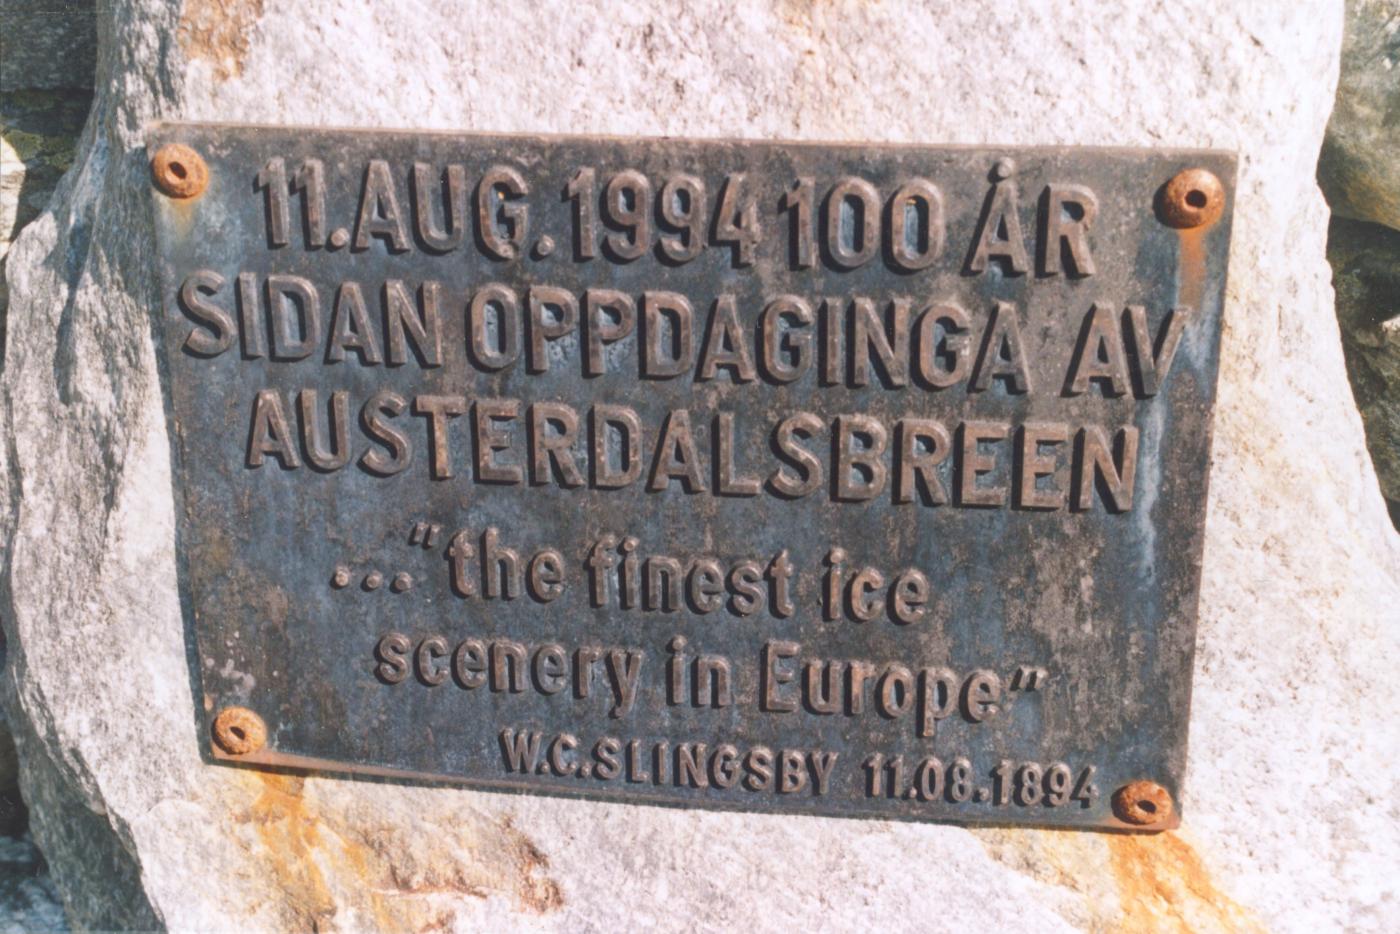 11.AUG.1994 100 ÅR
SIDAN OPPDAGINGA AV
AUSTERDALSBREEN
..."the finest ice
scenery in Europe"
W.C.SLINGSBY 11.08.1894